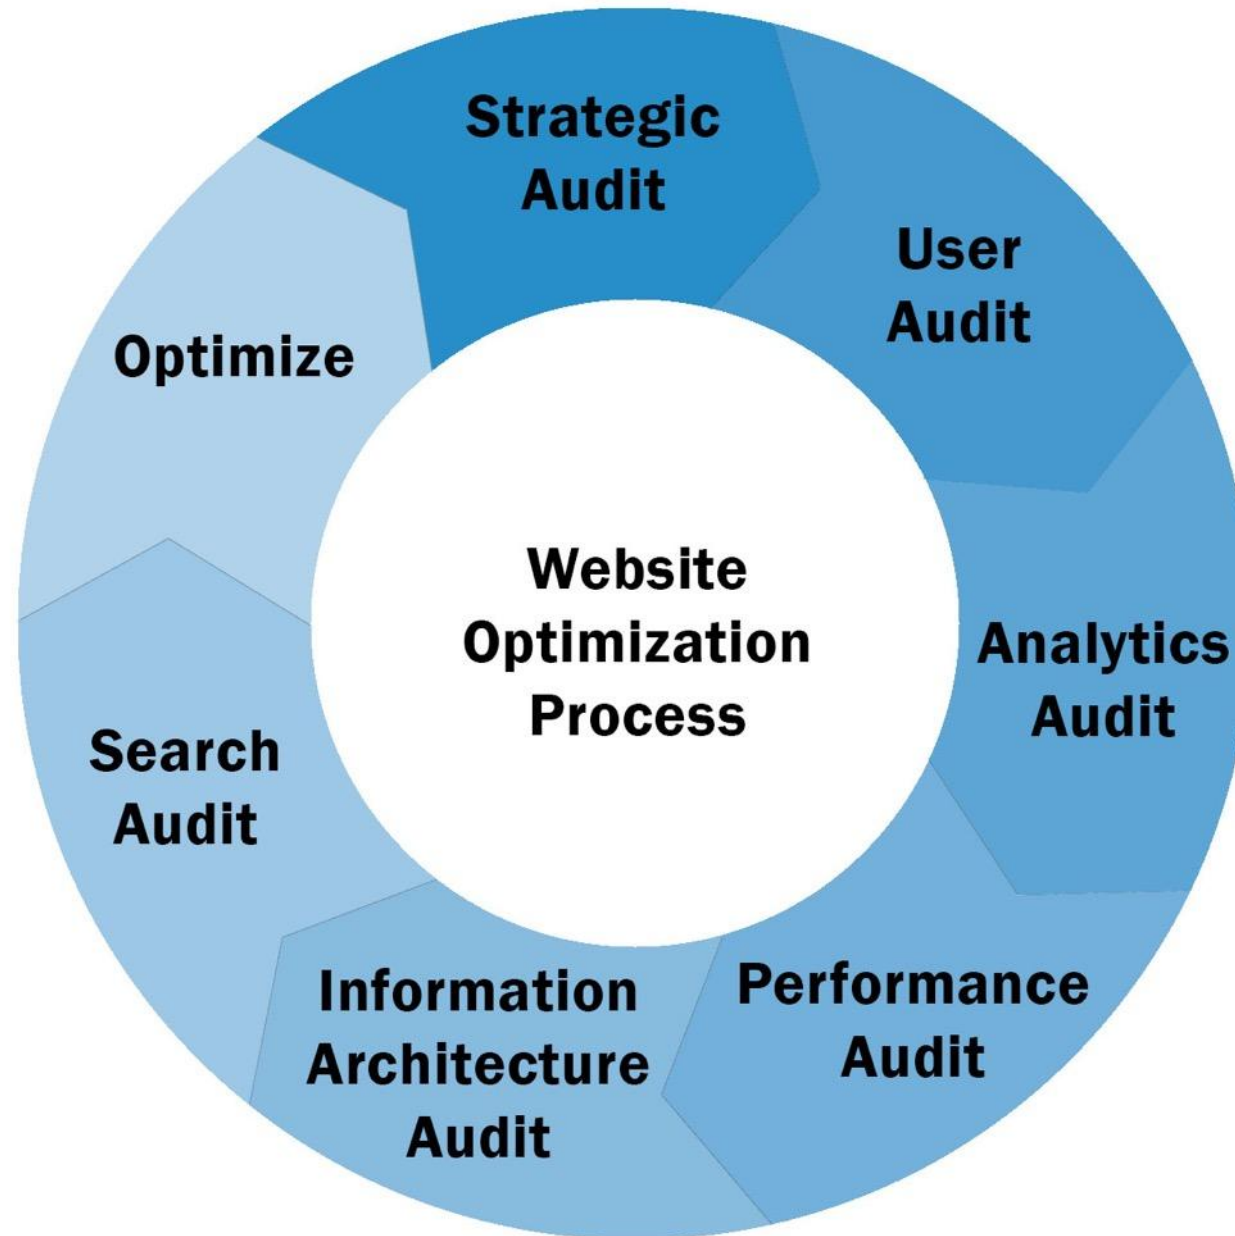 Strategic
Audit
User
Audit
Analytics
Audit
Performance
Audit
Information
Architecture
Audit
Search
Audit
Optimize
Website
Optimization
Process